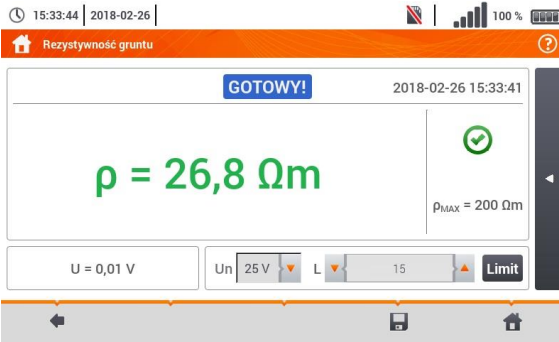 15:33:44 2018-02-26 100 %
Rezystywność gruntu ?
GOTOWY! 2018-02-26 15:33:41
ρ = 26,8 Ωm
ρMAX = 200 Ωm
U = 0,01 V Un 25 V L 15 Limit